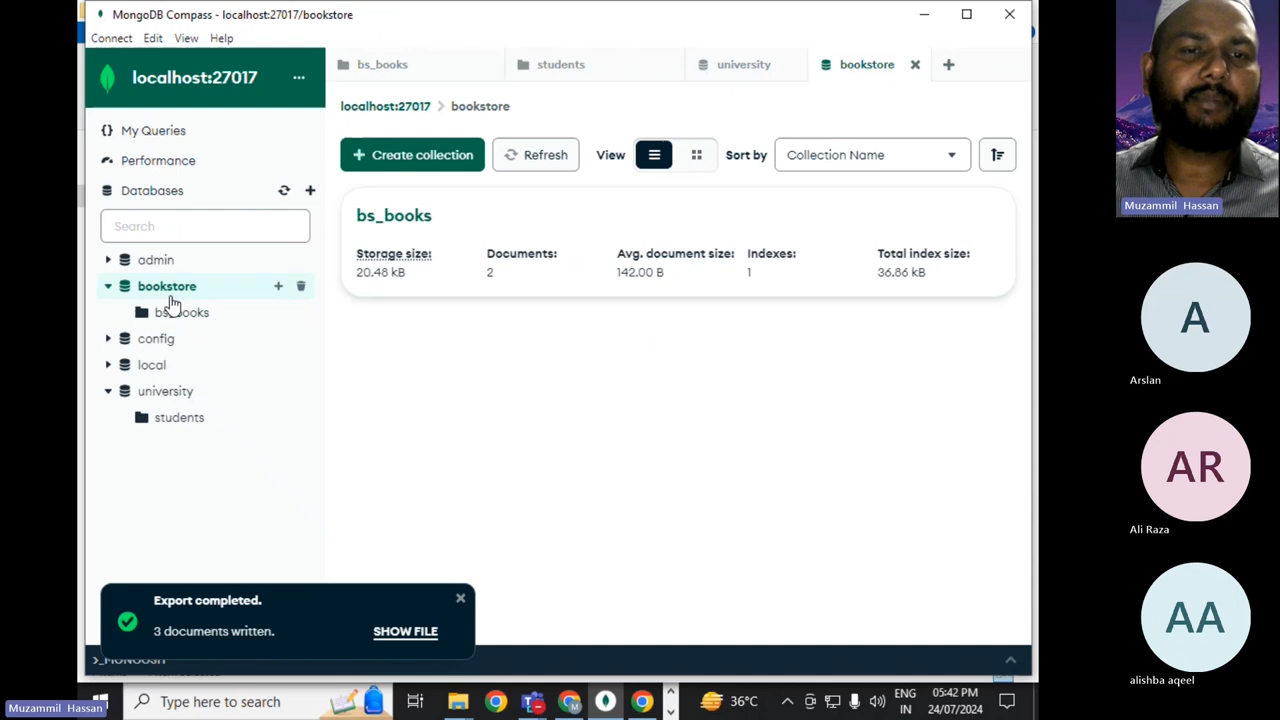 MongoDB Compass - localhost:27017/bookstore
Connect Edit View Help
localhost:27017 ...
bs_books students university bookstore
localhost:27017 > bookstore
{} My Queries
Performance
Databases
Search
admin
bookstore
bs_books
config
local
university
students
Create collection Refresh View Sort by Collection Name
bs_books
Storage size: Documents: Avg. document size: Indexes: Total index size:
20.48 kB 2 142.00 B 1 36.86 kB
Export completed.
3 documents written. SHOW FILE
>_MONGOSH
Type here to search
36°C
ENG
IN
05:42 PM
24/07/2024
Muzammil Hassan
Muzammil Hassan
A
Arslan
AR
Ali Raza
AA
alishba aqeel